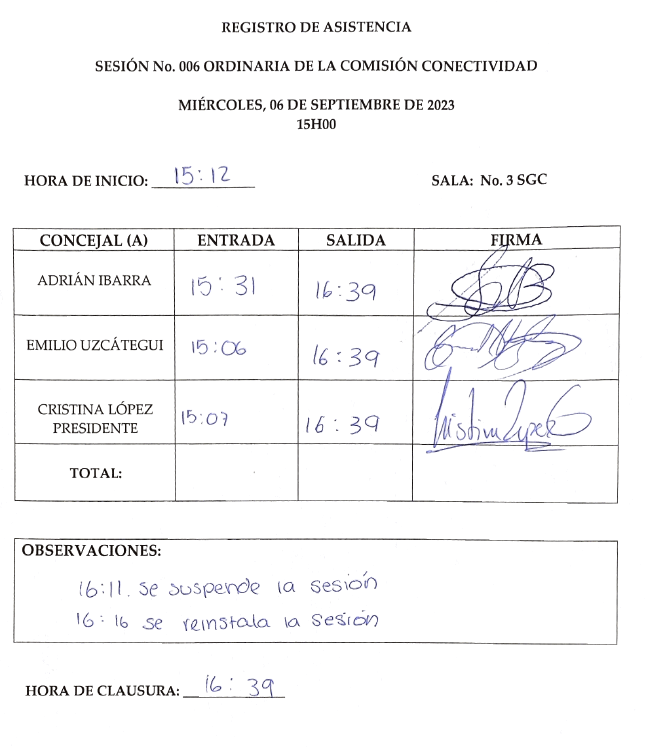 REGISTRO DE ASISTENCIA
SESIÓN No. 006 ORDINARIA DE LA COMISIÓN CONECTIVIDAD
MIÉRCOLES, 06 DE SEPTIEMBRE DE 2023
15H00
HORA DE INICIO: 15:12 SALA: No. 3 SGC
CONCEJAL (A) ENTRADA SALIDA FIRMA
ADRIÁN IBARRA 15:31 16:39
EMILIO UZCÁTEGUI 15:06 16:39
CRISTINA LÓPEZ
PRESIDENTE 15:07 16:39 Cristina López
TOTAL:
OBSERVACIONES:
16:11. se suspende la sesión
16:16 se reinstala la sesión
HORA DE CLAUSURA: 16:39